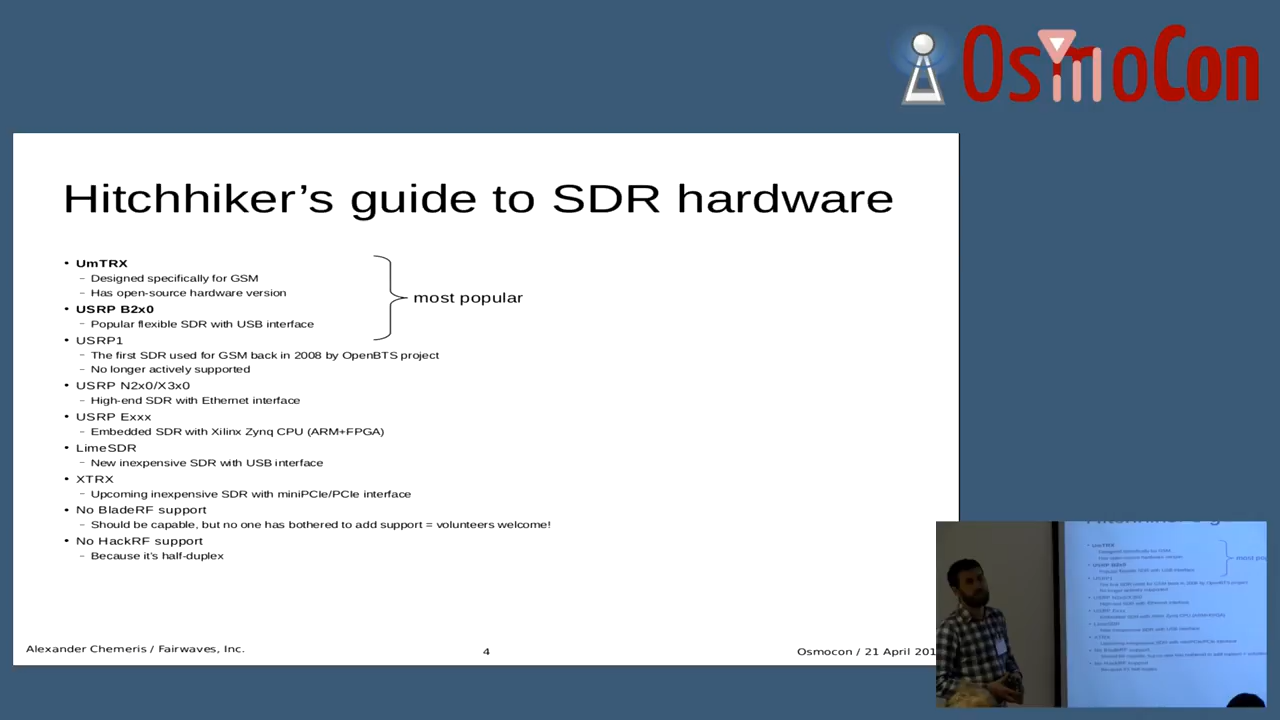 OsmoCon
Hitchhiker’s guide to SDR hardware
• UmTRX
– Designed specifically for GSM
– Has open-source hardware version
most popular
• USRP B2x0
– Popular flexible SDR with USB interface
• USRP1
– The first SDR used for GSM back in 2008 by OpenBTS project
– No longer actively supported
• USRP N2x0/X3x0
– High-end SDR with Ethernet interface
• USRP Exxx
– Embedded SDR with Xilinx Zynq CPU (ARM+FPGA)
• LimeSDR
– New inexpensive SDR with USB interface
• XTRX
– Upcoming inexpensive SDR with miniPCIe/PCIe interface
• No BladeRF support
– Should be capable, but no one has bothered to add support = volunteers welcome!
• No HackRF support
– Because it’s half-duplex
Alexander Chemeris / Fairwaves, Inc.
4
Osmocon / 21 April 201